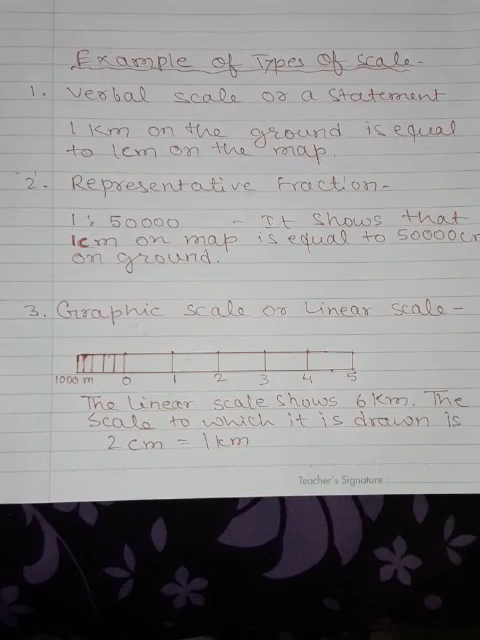 Example of Types Of scale-
1. Verbal scale or a statement
1 Km on the ground is equal
to 1cm on the map.
2. Representative fraction-
1: 50000 - It shows that
1cm on map is equal to 50000cm
on ground.
3. Graphic scale or Linear scale-
1000 m 0 1 2 3 4 5
The linear scale shows 6 Km. The
scale to which it is drawn is
2 cm = 1 km
Teacher's Signature :